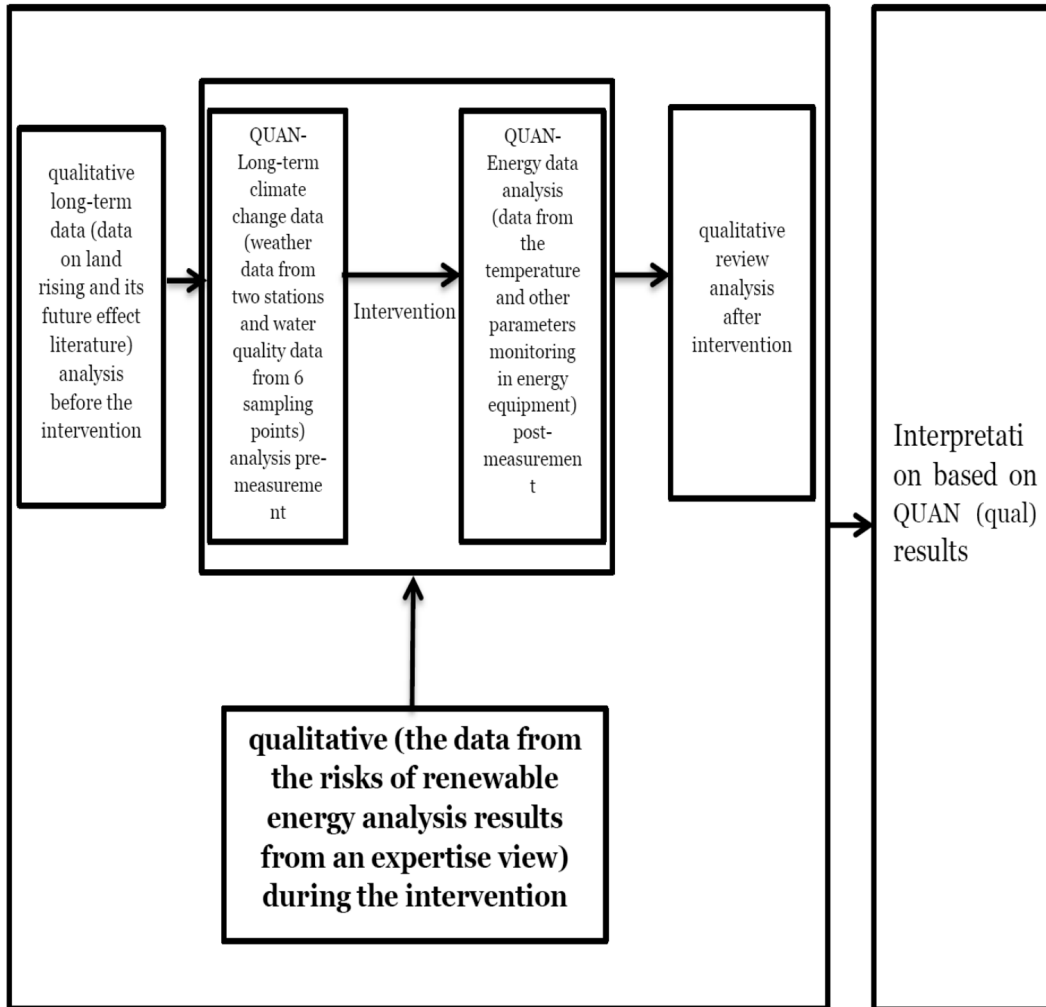 qualitative
long-term
data (data
on land
rising and its
future effect
literature)
analysis
before the
intervention
QUAN-
Long-term
climate
change data
(weather
data from
two stations
and water
quality data
from 6
sampling
points)
analysis pre-
measureme
nt
Intervention
QUAN-
Energy data
analysis
(data from
the
temperature
and other
parameters
monitoring
in energy
equipment)
post-
measuremen
t
qualitative
review
analysis
after
intervention
qualitative (the data from
the risks of renewable
energy analysis results
from an expertise view)
during the intervention
Interpretati
on based on
QUAN (qual)
results